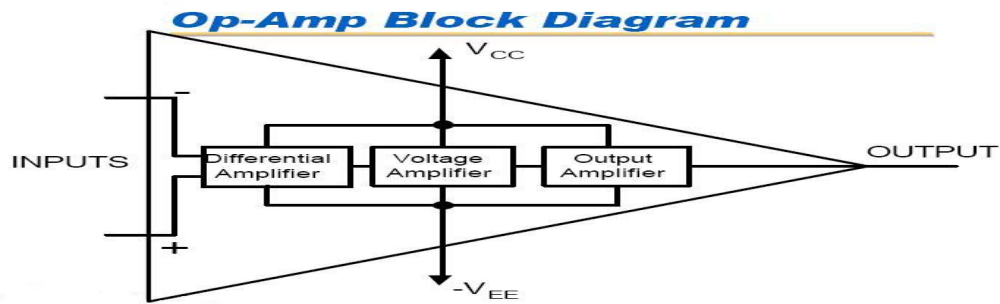 Op-Amp Block Diagram
VCC
-
INPUTS
Differential
Amplifier
Voltage
Amplifier
Output
Amplifier
OUTPUT
+
-VEE